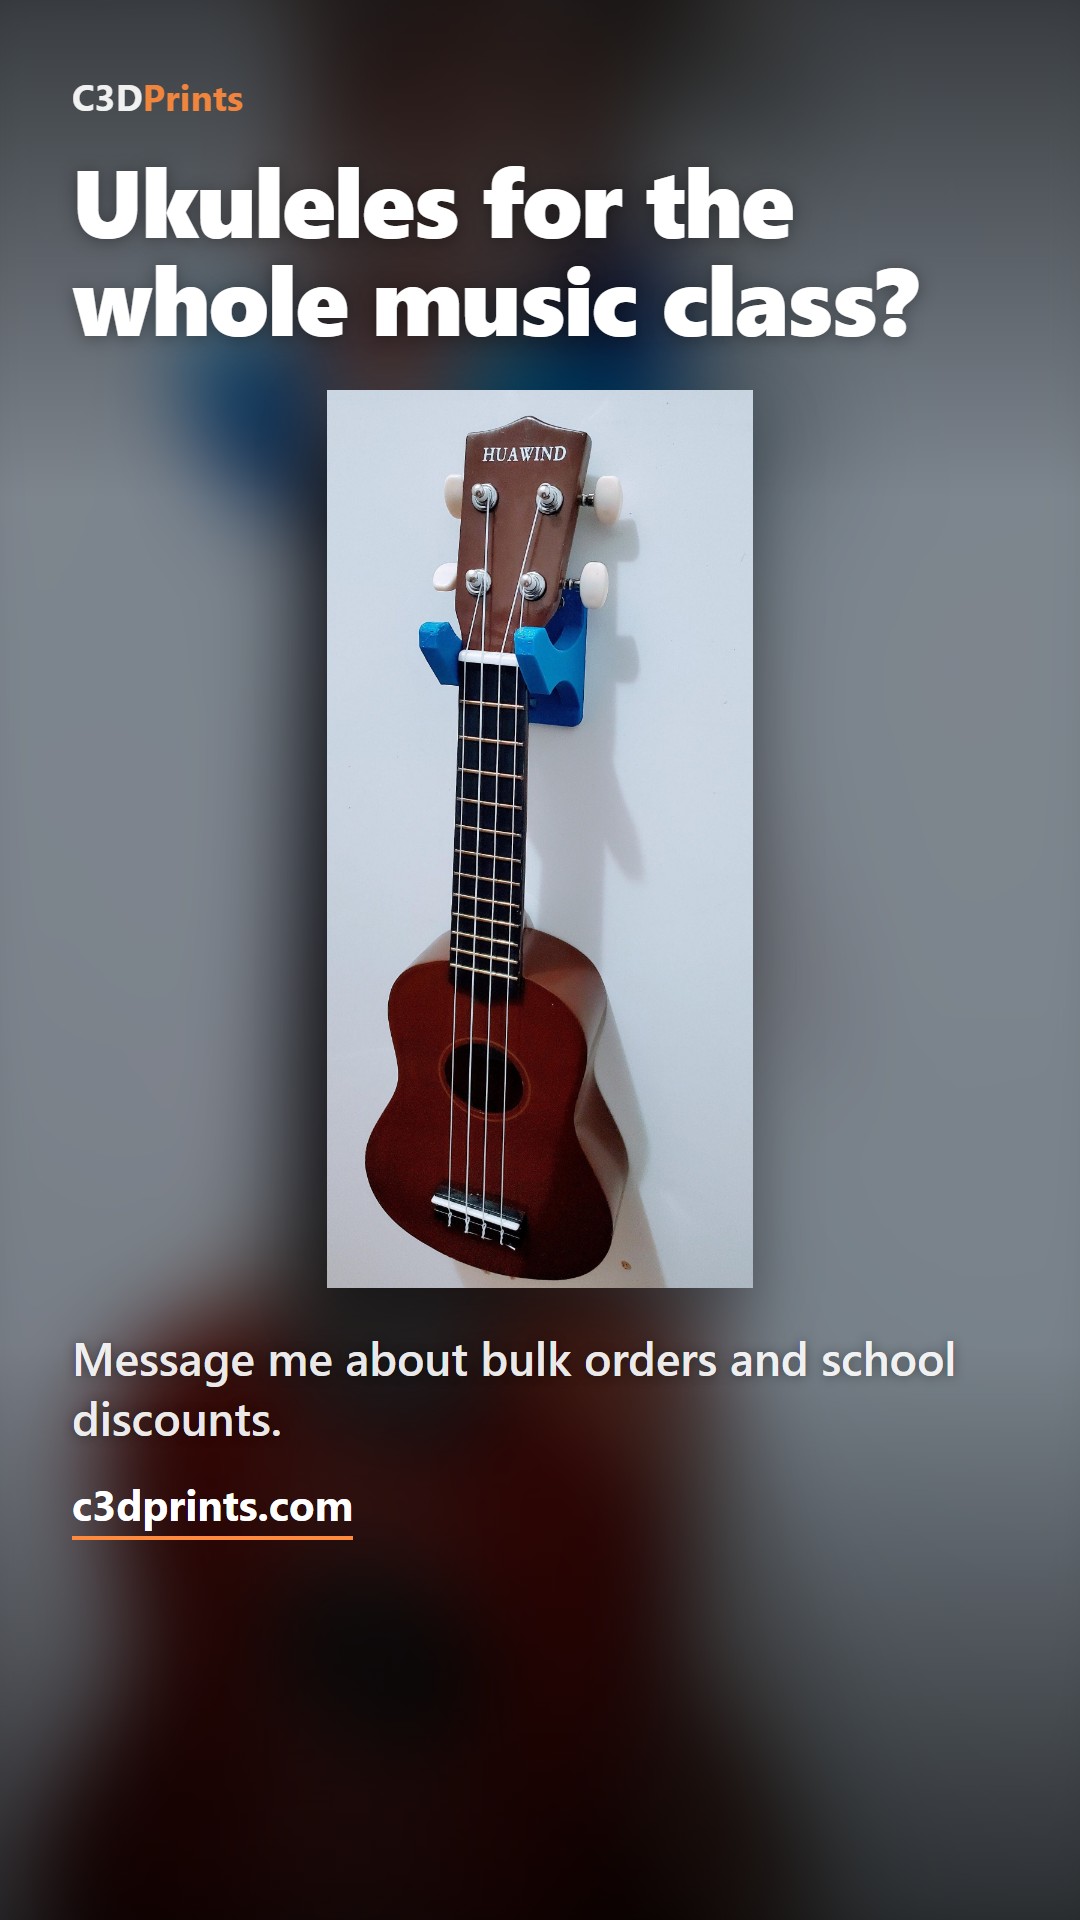 C3DPrints
Ukuleles for the
whole music class?
HUAWIND
Message me about bulk orders and school
discounts.
c3dprints.com